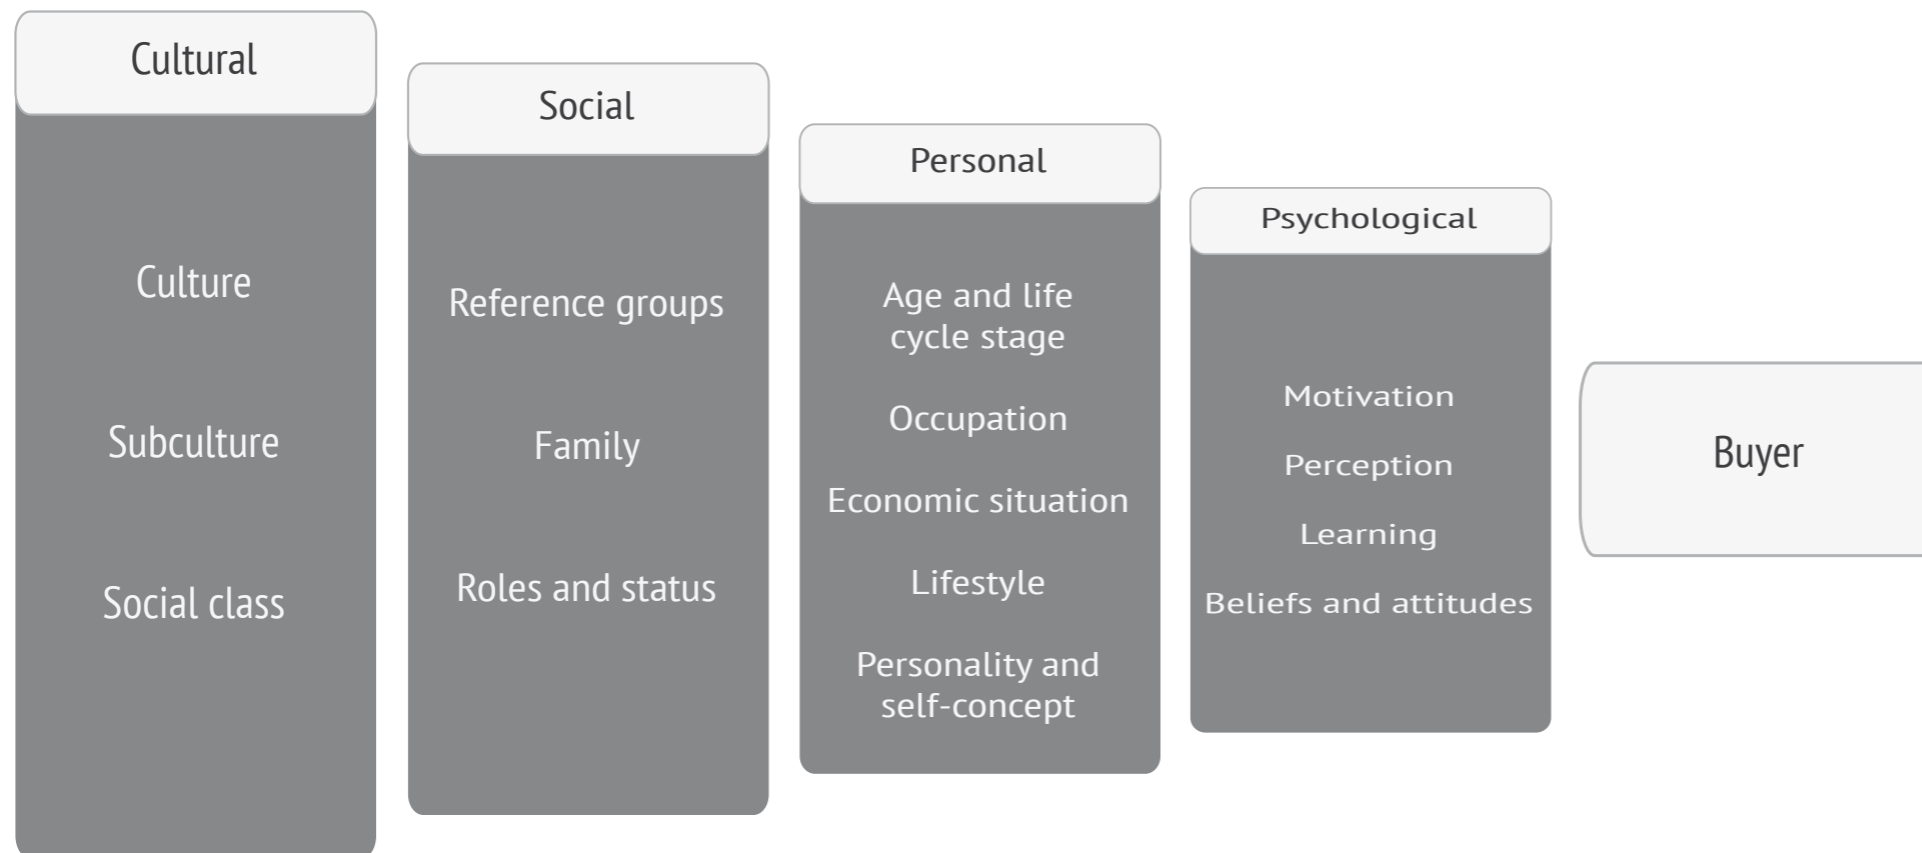 Cultural
Culture
Subculture
Social class
Social
Reference groups
Family
Roles and status
Personal
Age and life
cycle stage
Occupation
Economic situation
Lifestyle
Personality and
self-concept
Psychological
Motivation
Perception
Learning
Beliefs and attitudes
Buyer